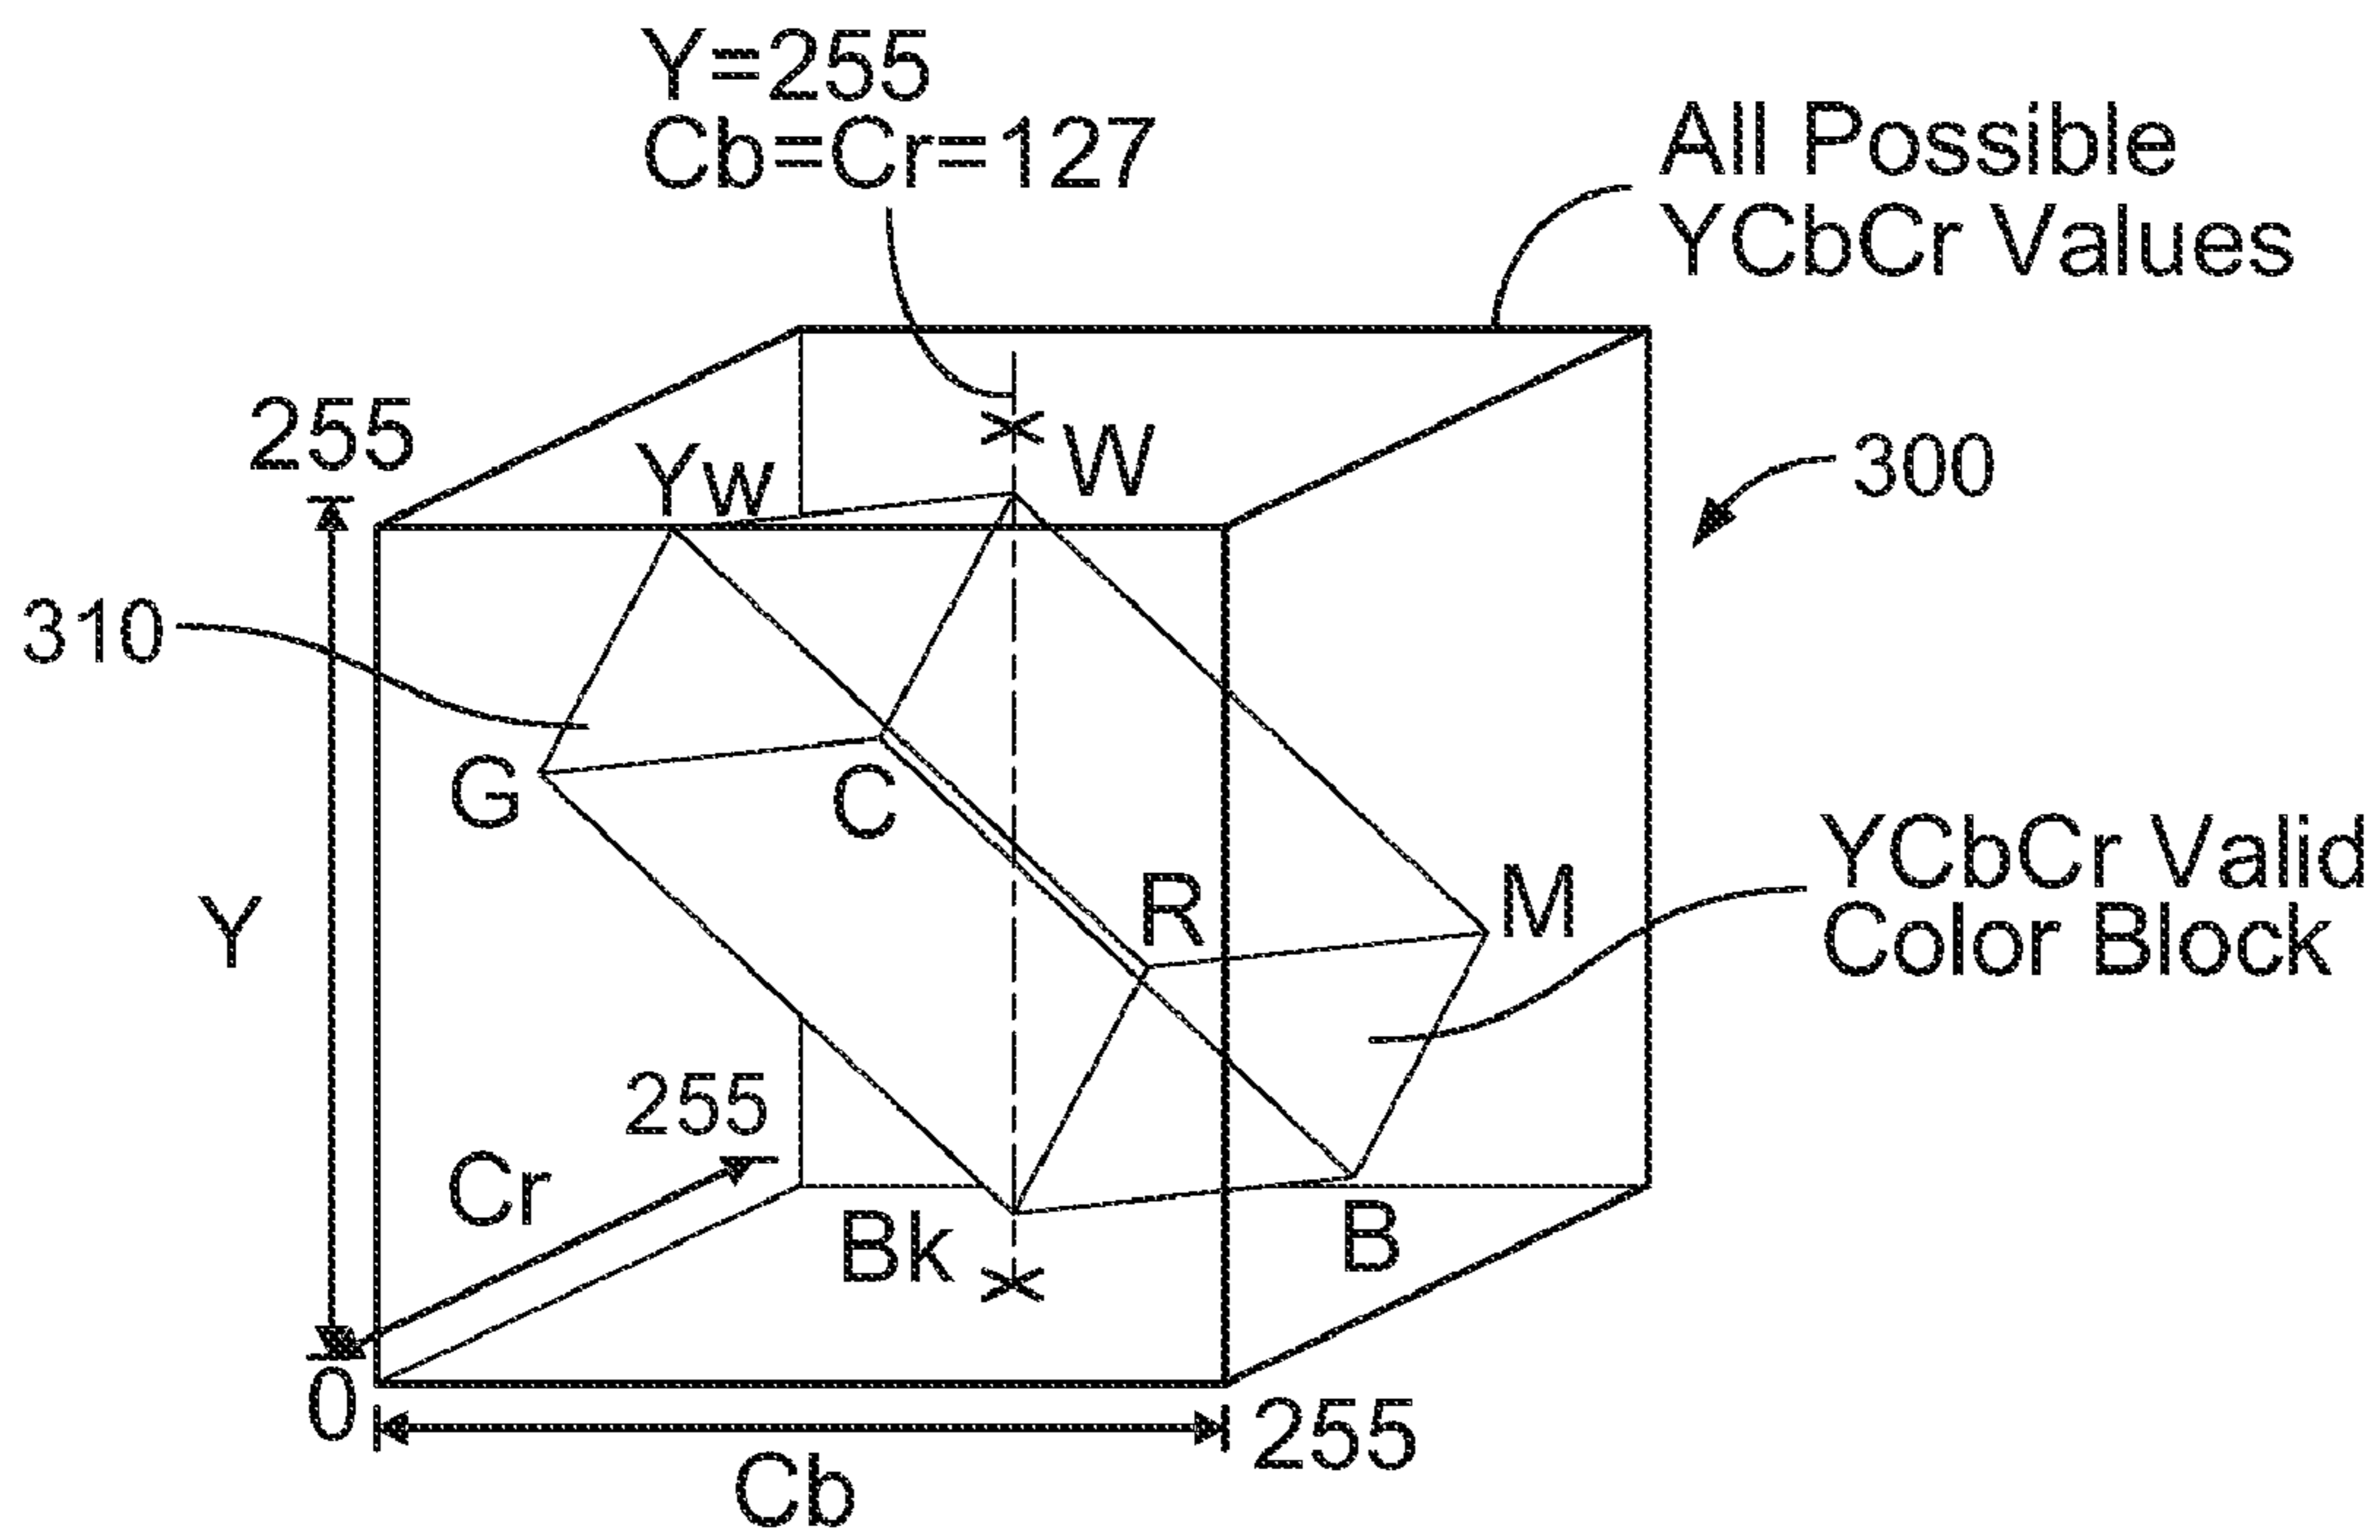 Y=255
Cb=Cr=127
All Possible
YCbCr Values
255
Yw
W
300
310
G
C
R
M
YCbCr Valid
Color Block
Y
255
Cr
Bk
B
0
255
Cb